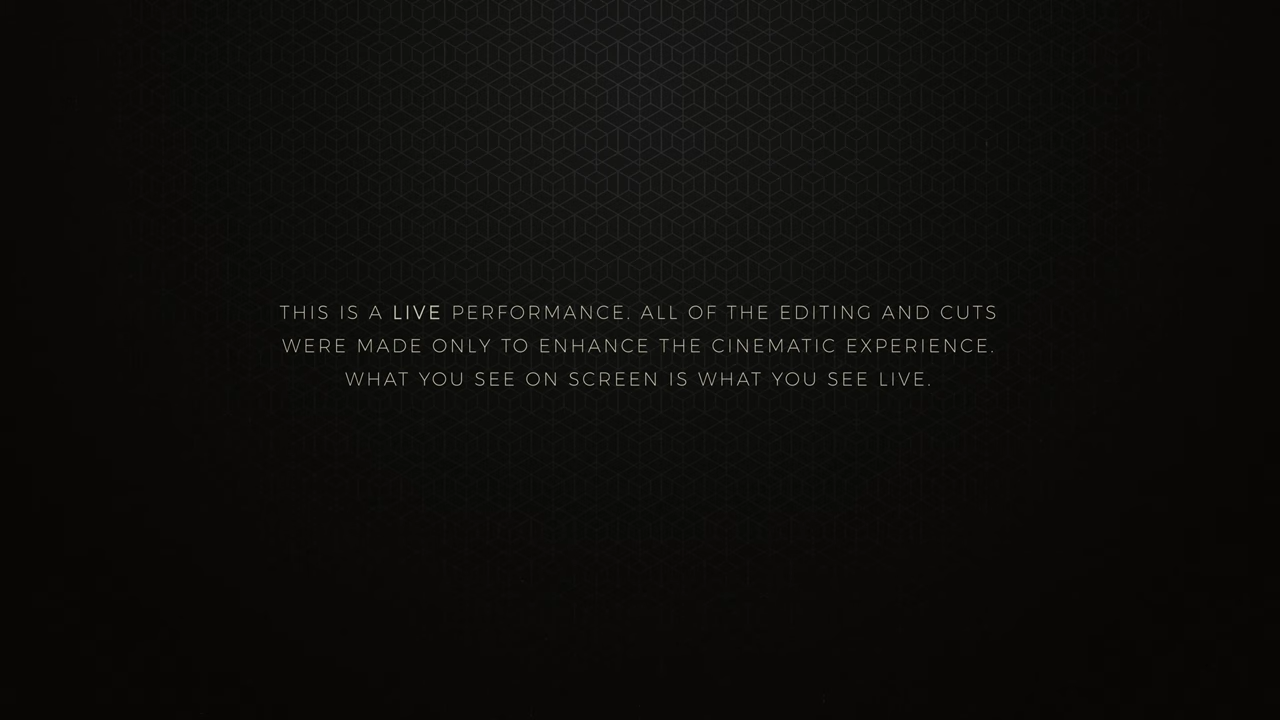 THIS IS A LIVE PERFORMANCE. ALL OF THE EDITING AND CUTS
WERE MADE ONLY TO ENHANCE THE CINEMATIC EXPERIENCE.
WHAT YOU SEE ON SCREEN IS WHAT YOU SEE LIVE.